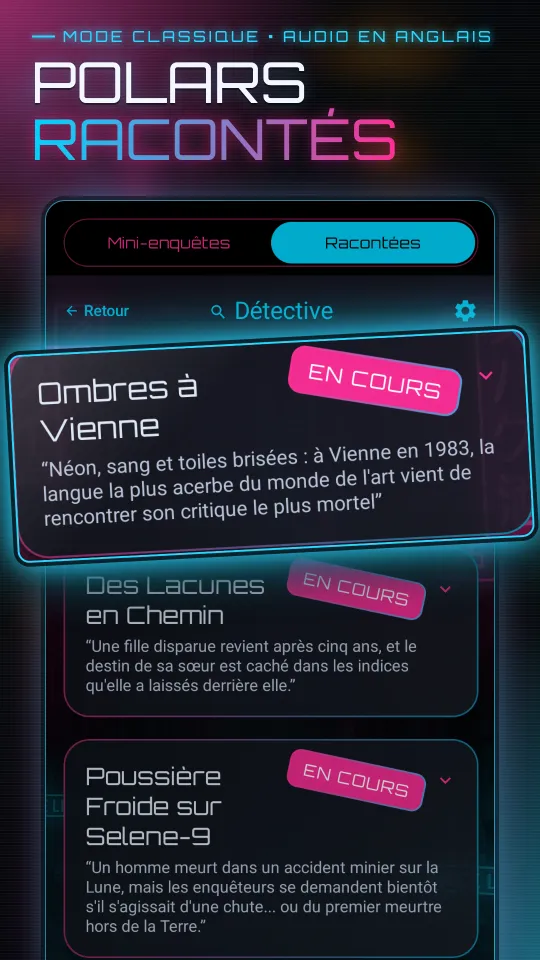 MODE CLASSIQUE · AUDIO EN ANGLAIS
POLARS
RACONTÉS
Mini-enquêtes
Racontées
← Retour
Détective
Ombres à
Vienne
EN COURS
“Néon, sang et toiles brisées : à Vienne en 1983, la
langue la plus acerbe du monde de l'art vient de
rencontrer son critique le plus mortel”
Des Lacunes
en Chemin
EN COURS
“Une fille disparue revient après cinq ans, et le
destin de sa sœur est caché dans les indices
qu'elle a laissés derrière elle.”
Poussière
Froide sur
Selene-9
EN COURS
“Un homme meurt dans un accident minier sur la
Lune, mais les enquêteurs se demandent bientôt
s'il s'agissait d'une chute... ou du premier meurtre
hors de la Terre.”